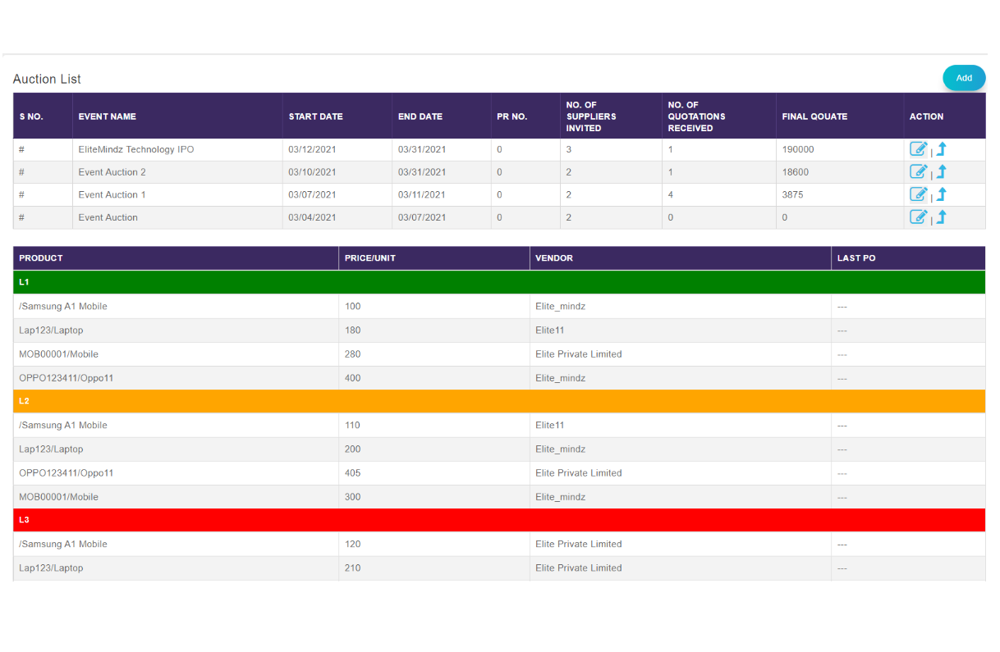 Auction List
Add
S NO. EVENT NAME START DATE END DATE PR NO. NO. OF SUPPLIERS INVITED NO. OF QUOTATIONS RECEIVED FINAL QOUATE ACTION
# EliteMindz Technology IPO 03/12/2021 03/31/2021 0 3 1 190000 |
# Event Auction 2 03/10/2021 03/31/2021 0 2 1 18600 |
# Event Auction 1 03/07/2021 03/11/2021 0 2 4 3875 |
# Event Auction 03/04/2021 03/07/2021 0 2 0 0 |
PRODUCT PRICE/UNIT VENDOR LAST PO
L1
/Samsung A1 Mobile 100 Elite_mindz ---
Lap123/Laptop 180 Elite11 ---
MOB00001/Mobile 280 Elite Private Limited ---
OPPO123411/Oppo11 400 Elite_mindz ---
L2
/Samsung A1 Mobile 110 Elite11 ---
Lap123/Laptop 200 Elite_mindz ---
OPPO123411/Oppo11 405 Elite Private Limited ---
MOB00001/Mobile 300 Elite_mindz ---
L3
/Samsung A1 Mobile 120 Elite Private Limited ---
Lap123/Laptop 210 Elite Private Limited ---